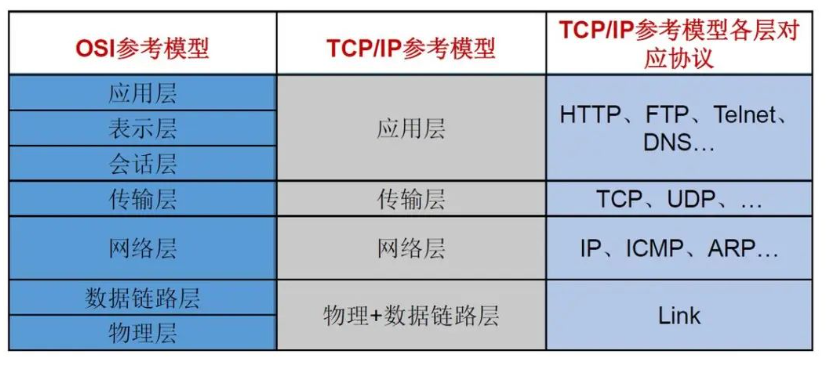 OSI参考模型
TCP/IP参考模型
TCP/IP参考模型各层对
应协议
应用层
表示层
会话层
应用层
HTTP、FTP、Telnet、
DNS...
传输层
传输层
TCP、UDP、...
网络层
网络层
IP、ICMP、ARP...
数据链路层
物理层
物理+数据链路层
Link